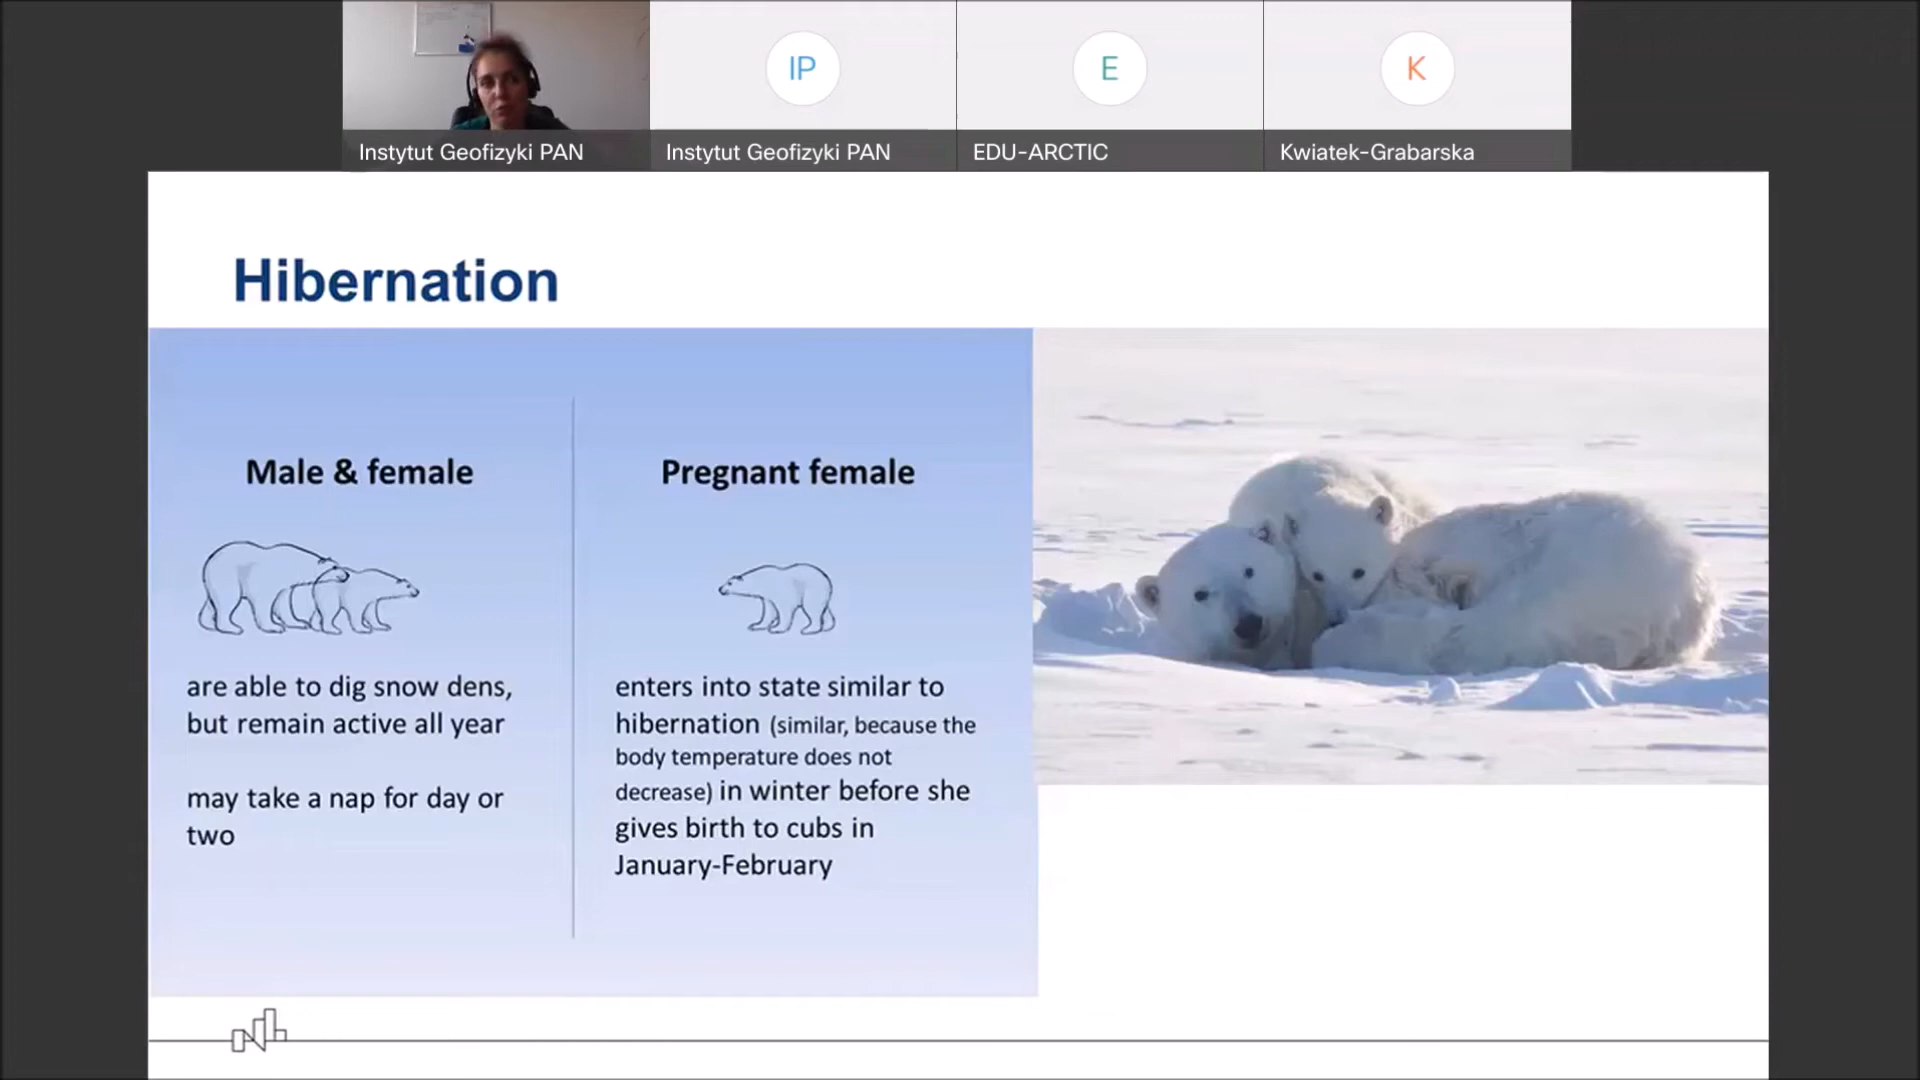 IP
E
K
Instytut Geofizyki PAN
Instytut Geofizyki PAN
EDU-ARCTIC
Kwiatek-Grabarska
Hibernation
Male & female
are able to dig snow dens,
but remain active all year
may take a nap for day or
two
Pregnant female
enters into state similar to
hibernation (similar, because the
body temperature does not
decrease) in winter before she
gives birth to cubs in
January-February